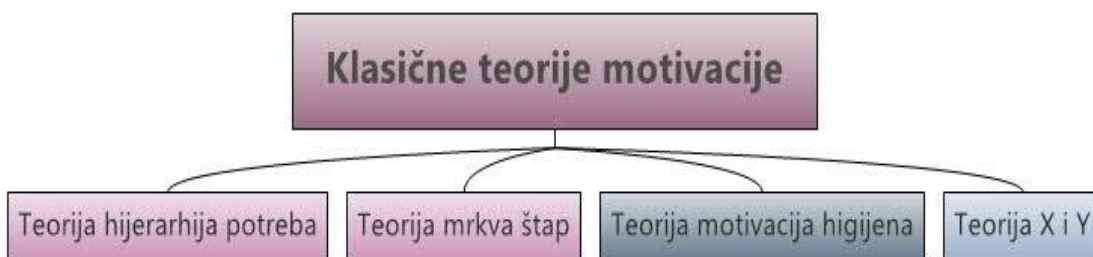 Klasične teorije motivacije
Teorija hijerarhija potreba
Teorija mrkva štap
Teorija motivacija higijena
Teorija X i Y